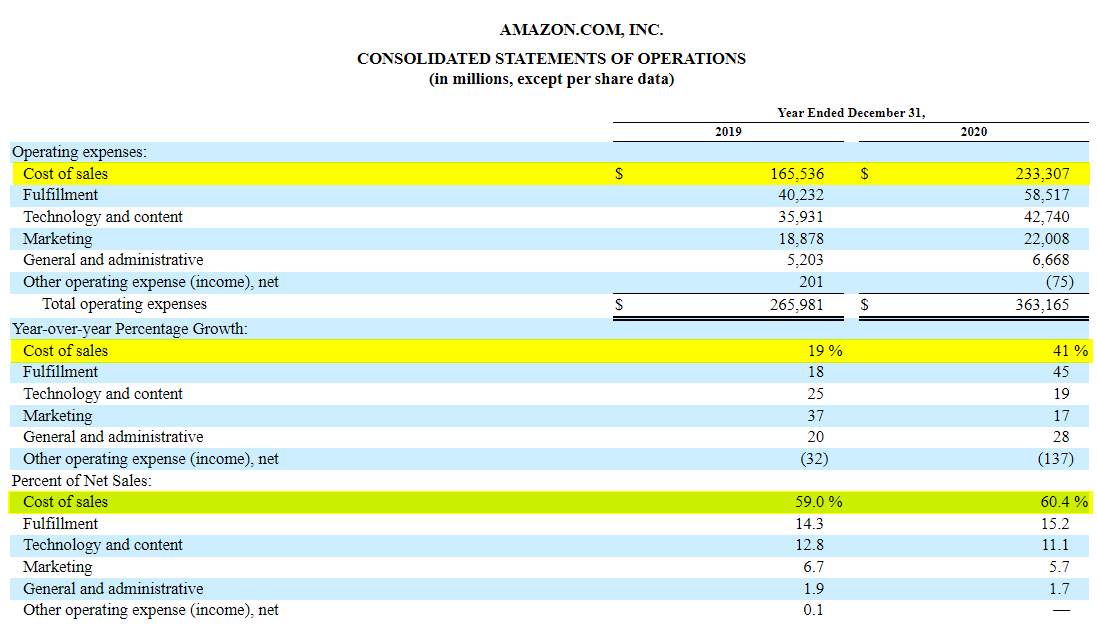 AMAZON.COM, INC.
CONSOLIDATED STATEMENTS OF OPERATIONS
(in millions, except per share data)
Year Ended December 31,
2019 2020
Operating expenses:
Cost of sales $ 165,536 $ 233,307
Fulfillment 40,232 58,517
Technology and content 35,931 42,740
Marketing 18,878 22,008
General and administrative 5,203 6,668
Other operating expense (income), net 201 (75)
Total operating expenses $ 265,981 $ 363,165
Year-over-year Percentage Growth:
Cost of sales 19 % 41 %
Fulfillment 18 45
Technology and content 25 19
Marketing 37 17
General and administrative 20 28
Other operating expense (income), net (32) (137)
Percent of Net Sales:
Cost of sales 59.0 % 60.4 %
Fulfillment 14.3 15.2
Technology and content 12.8 11.1
Marketing 6.7 5.7
General and administrative 1.9 1.7
Other operating expense (income), net 0.1 —